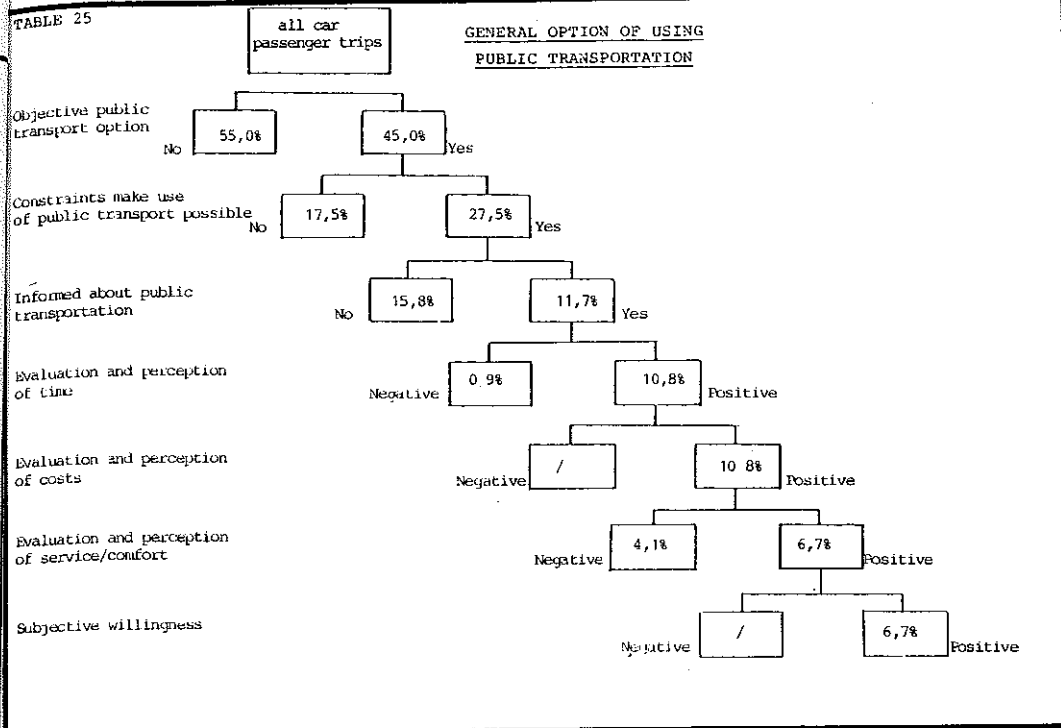 TABLE 25
all car
passenger trips
GENERAL OPTION OF USING
PUBLIC TRANSPORTATION
Objective public
transport option
No
55,0%
45,0%
Yes
Constraints make use
of public transport possible
No
17,5%
27,5%
Yes
Informed about public
transportation
No
15,8%
11,7%
Yes
Evaluation and perception
of time
Negative
0 9%
10,8%
Positive
Evaluation and perception
of costs
Negative
/
10 8%
Positive
Evaluation and perception
of service/comfort
Negative
4,1%
6,7%
Positive
Subjective willingness
Negative
/
6,7%
Positive